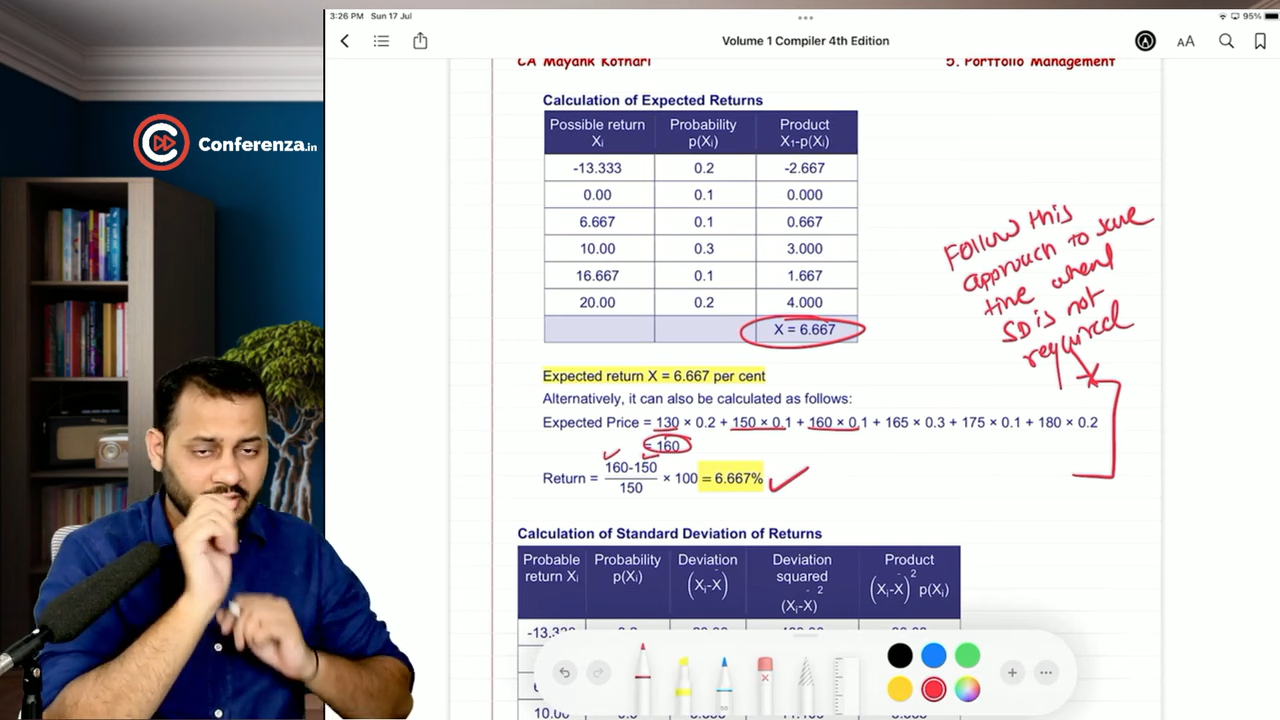 3:26 PM Sun 17 Jul
95%
Volume 1 Compiler 4th Edition
AA
CA Mayank Kothari
5. Portfolio Management
Conferenza.in
Calculation of Expected Returns
Possible return Xi | Probability p(Xi) | Product X1-p(Xi)
-13.333 0.2 -2.667
0.00 0.1 0.000
6.667 0.1 0.667
10.00 0.3 3.000
16.667 0.1 1.667
20.00 0.2 4.000
X = 6.667
Follow this
approach to save
time when
SD is not
required
Expected return X = 6.667 per cent
Alternatively, it can also be calculated as follows:
Expected Price = 130 × 0.2 + 150 × 0.1 + 160 × 0.1 + 165 × 0.3 + 175 × 0.1 + 180 × 0.2
= 160
Return = 160-150/150 × 100 = 6.667%
Calculation of Standard Deviation of Returns
Probable return Xi | Probability p(Xi) | Deviation (Xi-X̄) | Deviation squared (Xi-X̄)² | Product (Xi-X̄)² p(Xi)
-13.333
10.00